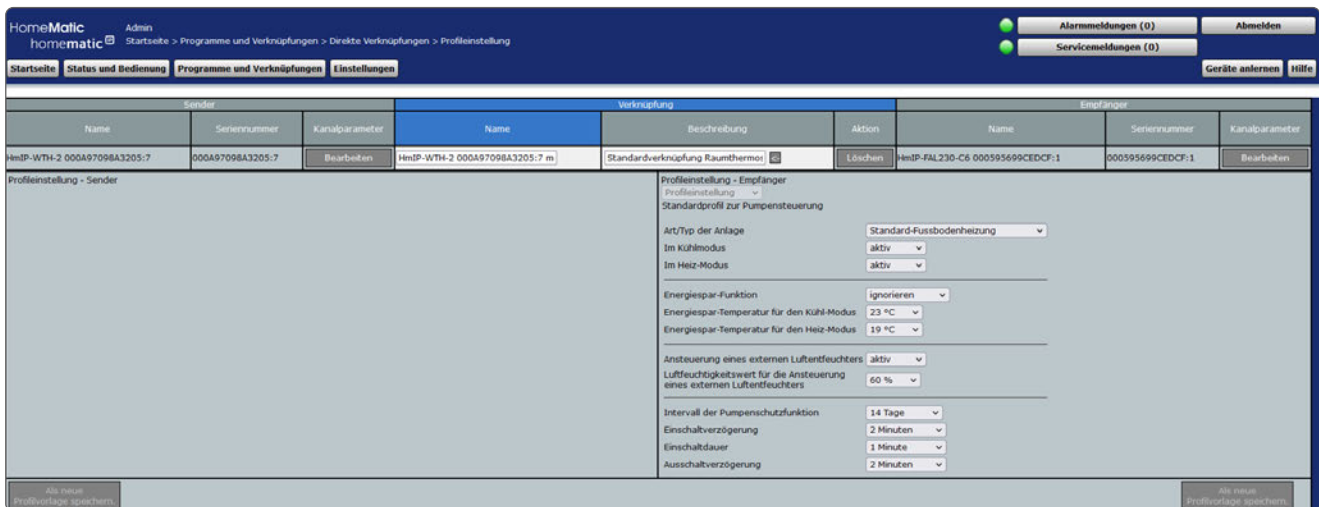 HomeMatic
homematic
Admin
Startseite > Programme und Verknüpfungen > Direkte Verknüpfungen > Profileinstellung
Alarmmeldungen (0)
Abmelden
Servicemeldungen (0)
Startseite Status und Bedienung Programme und Verknüpfungen Einstellungen
Geräte anlernen Hilfe
Sender Verknüpfung Empfänger
Name Seriennummer Kanalparameter Name Beschreibung Aktion Name Seriennummer Kanalparameter
HmIP-WTH-2 000A97098A3205:7 000A97098A3205:7 Bearbeiten HmIP-WTH-2 000A97098A3205:7 m Standardverknüpfung Raumthermos Löschen HmIP-FAL230-C6 000595699CEDCF:1 000595699CEDCF:1 Bearbeiten
Profileinstellung - Sender
Profileinstellung - Empfänger
Profileinstellung
Standardprofil zur Pumpensteuerung
Art/Typ der Anlage Standard-Fussbodenheizung
Im Kühlmodus aktiv
Im Heiz-Modus aktiv
Energiespar-Funktion ignorieren
Energiespar-Temperatur für den Kühl-Modus 23 °C
Energiespar-Temperatur für den Heiz-Modus 19 °C
Ansteuerung eines externen Luftentfeuchters aktiv
Luftfeuchtigkeitswert für die Ansteuerung
eines externen Luftentfeuchters 60 %
Intervall der Pumpenschutzfunktion 14 Tage
Einschaltverzögerung 2 Minuten
Einschaltdauer 1 Minute
Ausschaltverzögerung 2 Minuten
Als neue
Profilvorlage speichern.
Als neue
Profilvorlage speichern.